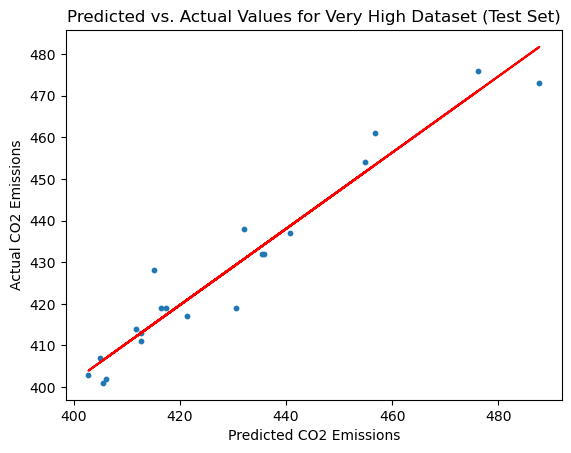 Predicted vs. Actual Values for Very High Dataset (Test Set)
480
470
460
450
440
430
420
410
400
Actual CO2 Emissions
400 420 440 460 480
Predicted CO2 Emissions